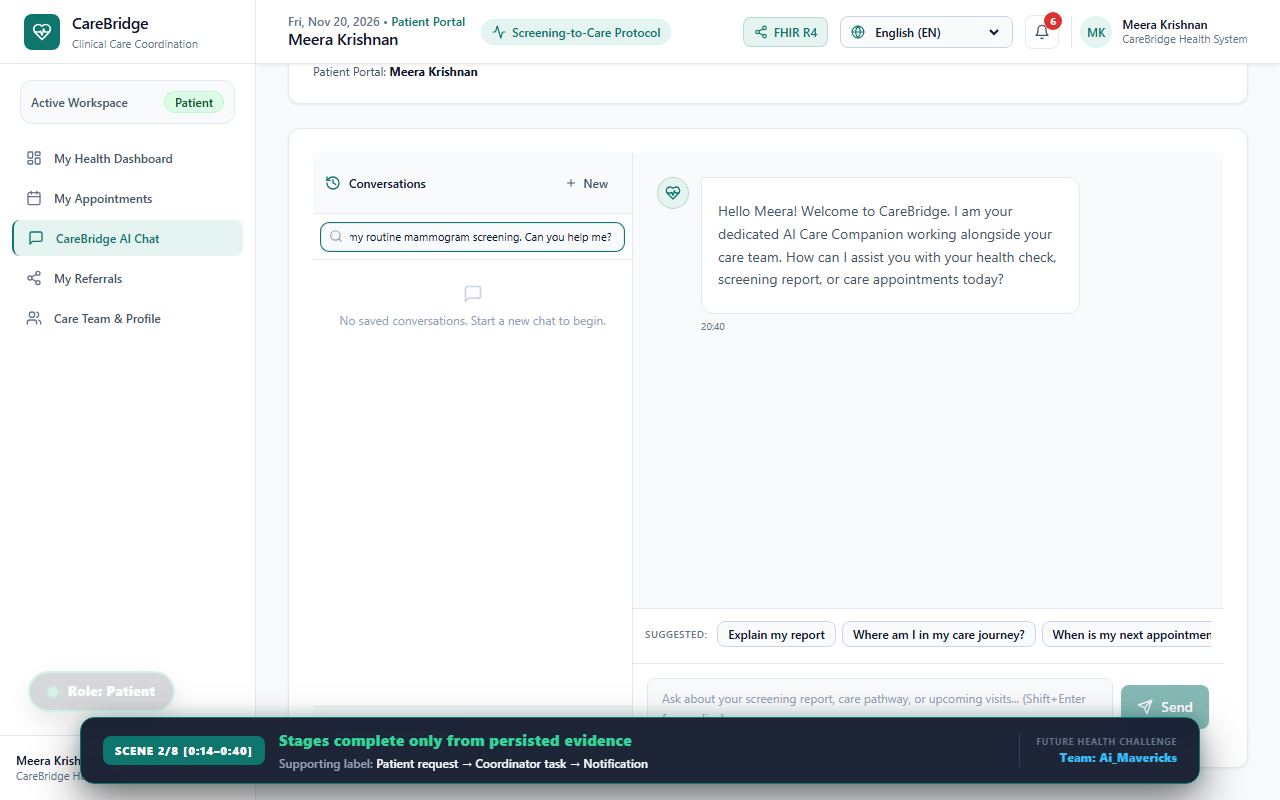 CareBridge
Clinical Care Coordination
Fri, Nov 20, 2026 • Patient Portal
Meera Krishnan
Screening-to-Care Protocol
FHIR R4
English (EN)
6
MK
Meera Krishnan
CareBridge Health System
Active Workspace
Patient
My Health Dashboard
My Appointments
CareBridge AI Chat
My Referrals
Care Team & Profile
Patient Portal: Meera Krishnan
Conversations
+ New
my routine mammogram screening. Can you help me?
No saved conversations. Start a new chat to begin.
Hello Meera! Welcome to CareBridge. I am your
dedicated AI Care Companion working alongside your
care team. How can I assist you with your health check,
screening report, or care appointments today?
20:40
SUGGESTED:
Explain my report
Where am I in my care journey?
When is my next appointmen
Ask about your screening report, care pathway, or upcoming visits... (Shift+Enter
Send
Role: Patient
Meera Krish
CareBridge He
SCENE 2/8 [0:14–0:40]
Stages complete only from persisted evidence
Supporting label: Patient request → Coordinator task → Notification
FUTURE HEALTH CHALLENGE
Team: Ai_Mavericks